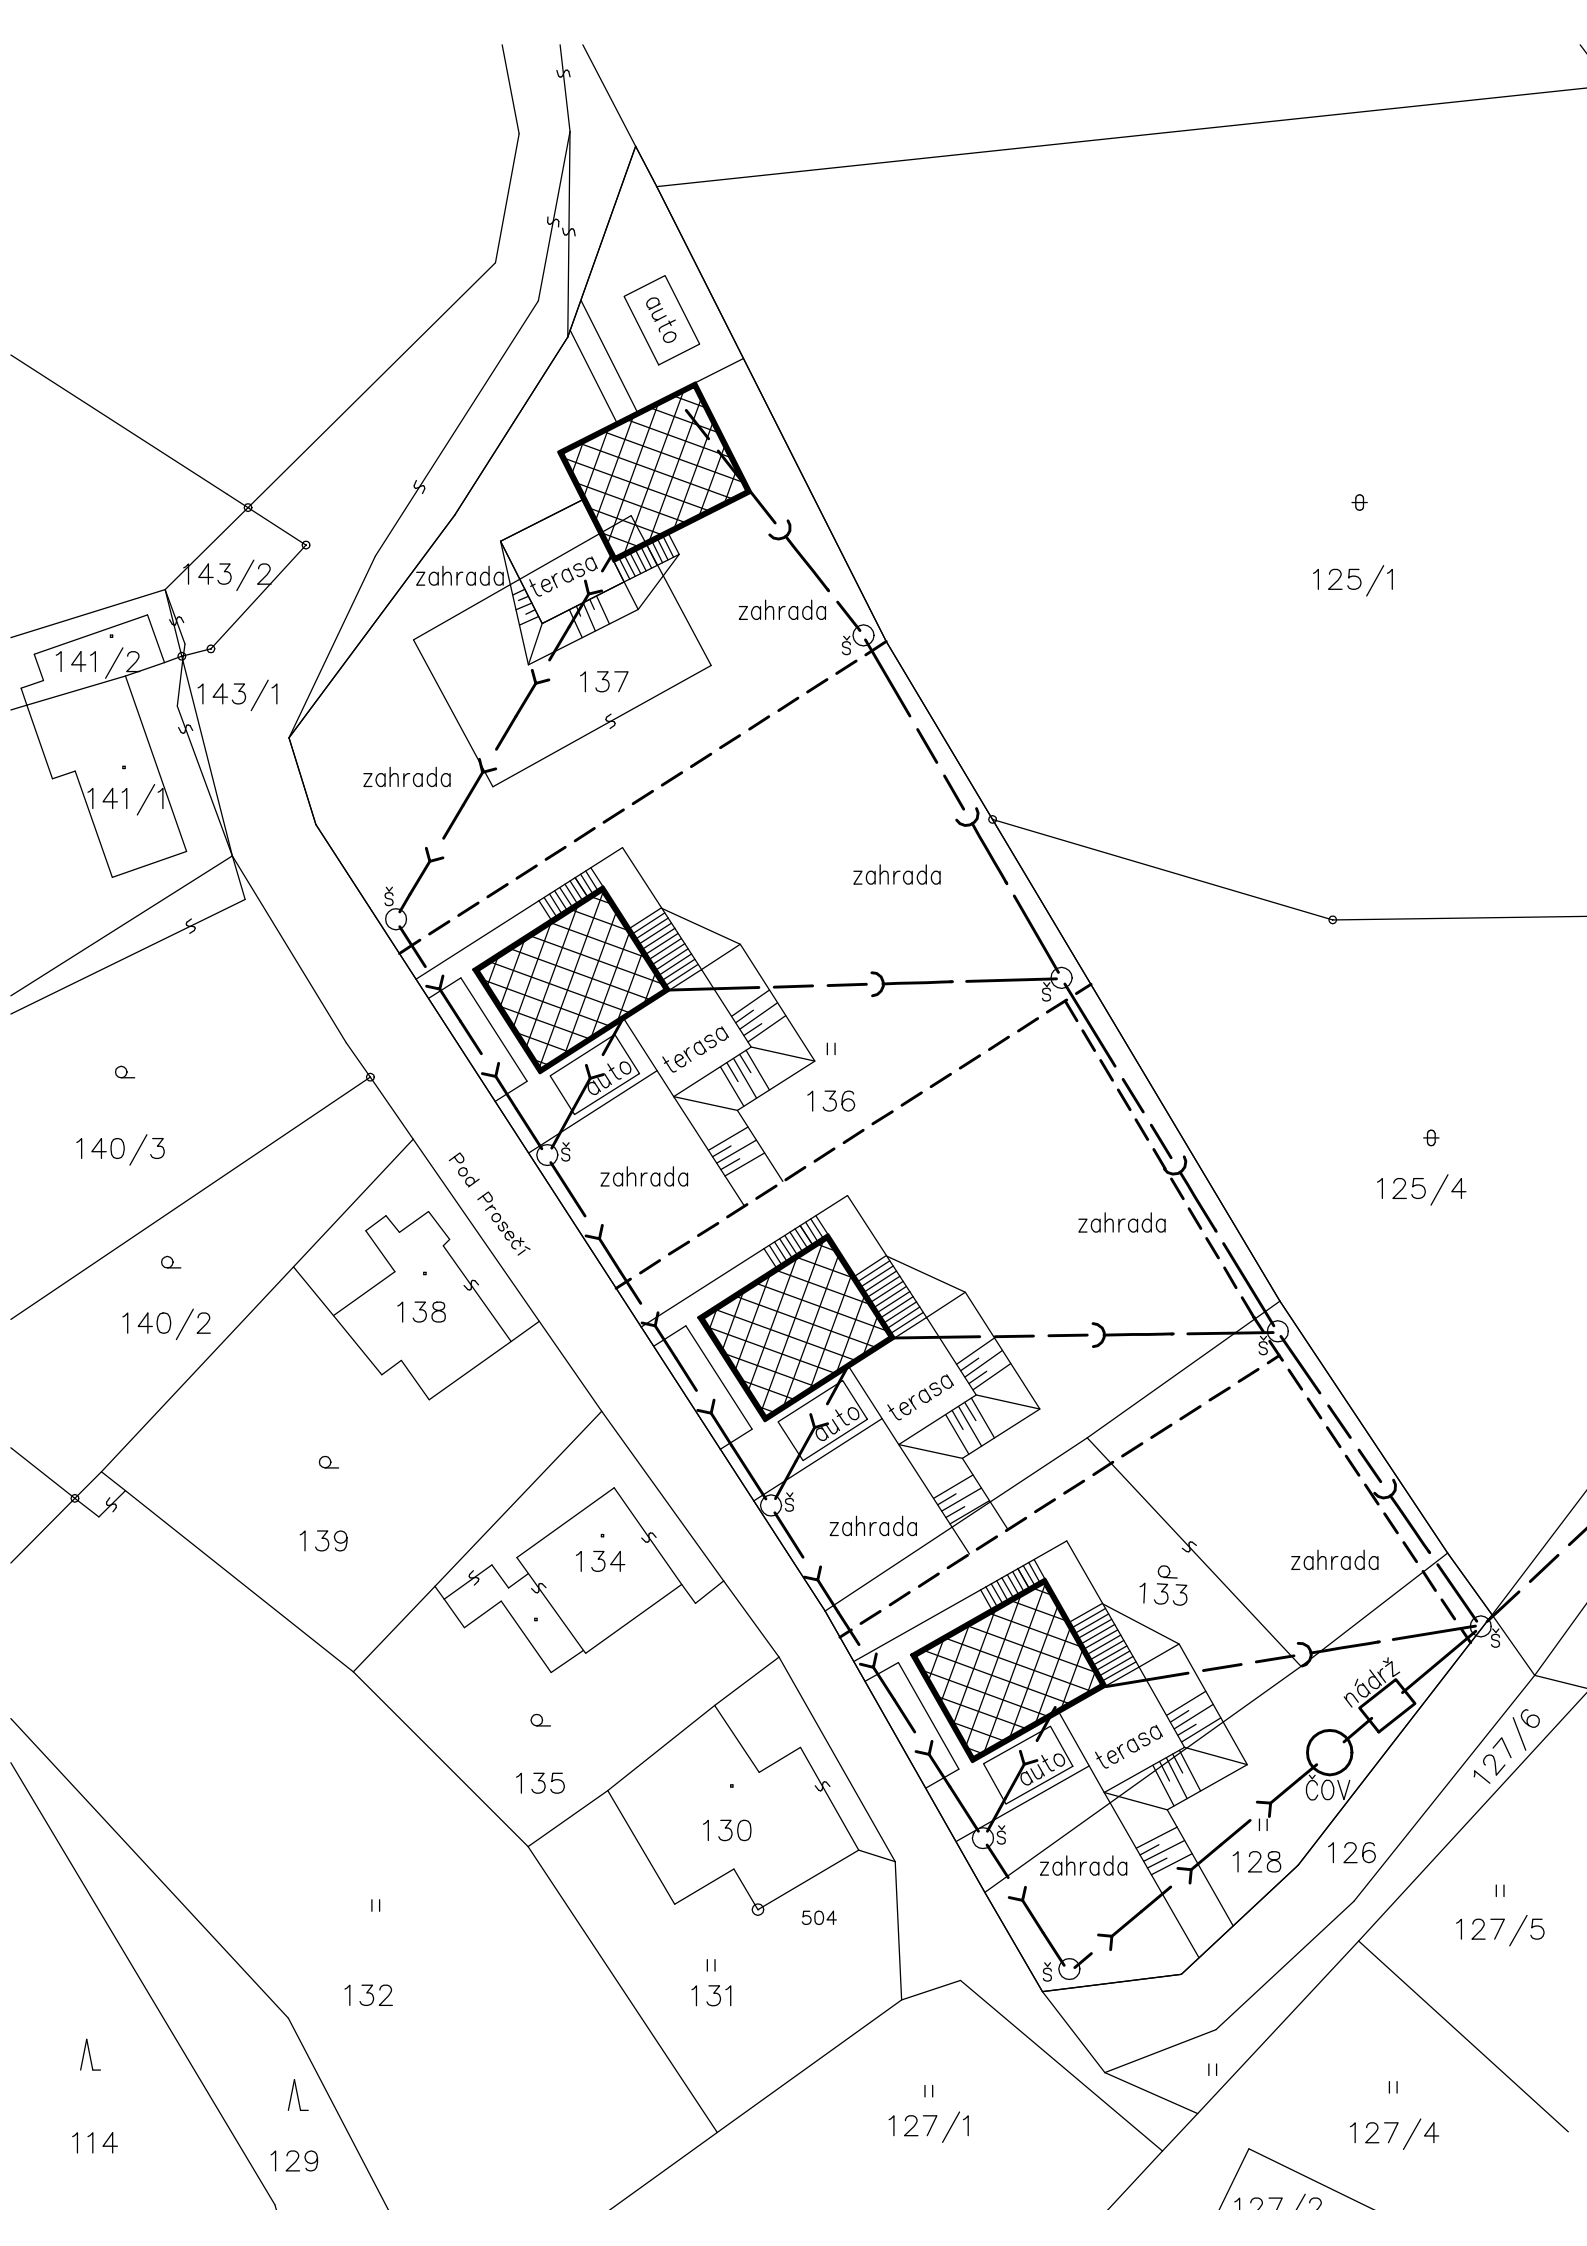 auto
125/1
143/2
zahrada
terasa
zahrada
Š
141/2
143/1
137
zahrada
141/1
zahrada
Š
Š
terasa
auto
136
140/3
Š
zahrada
125/4
Pod Prosečí
zahrada
138
140/2
Š
terasa
auto
Š
zahrada
139
134
zahrada
133
Š
nádrž
127/6
terasa
auto
135
ČOV
130
Š
128
126
zahrada
504
127/5
Š
132
131
127/1
127/4
114
129
127/2